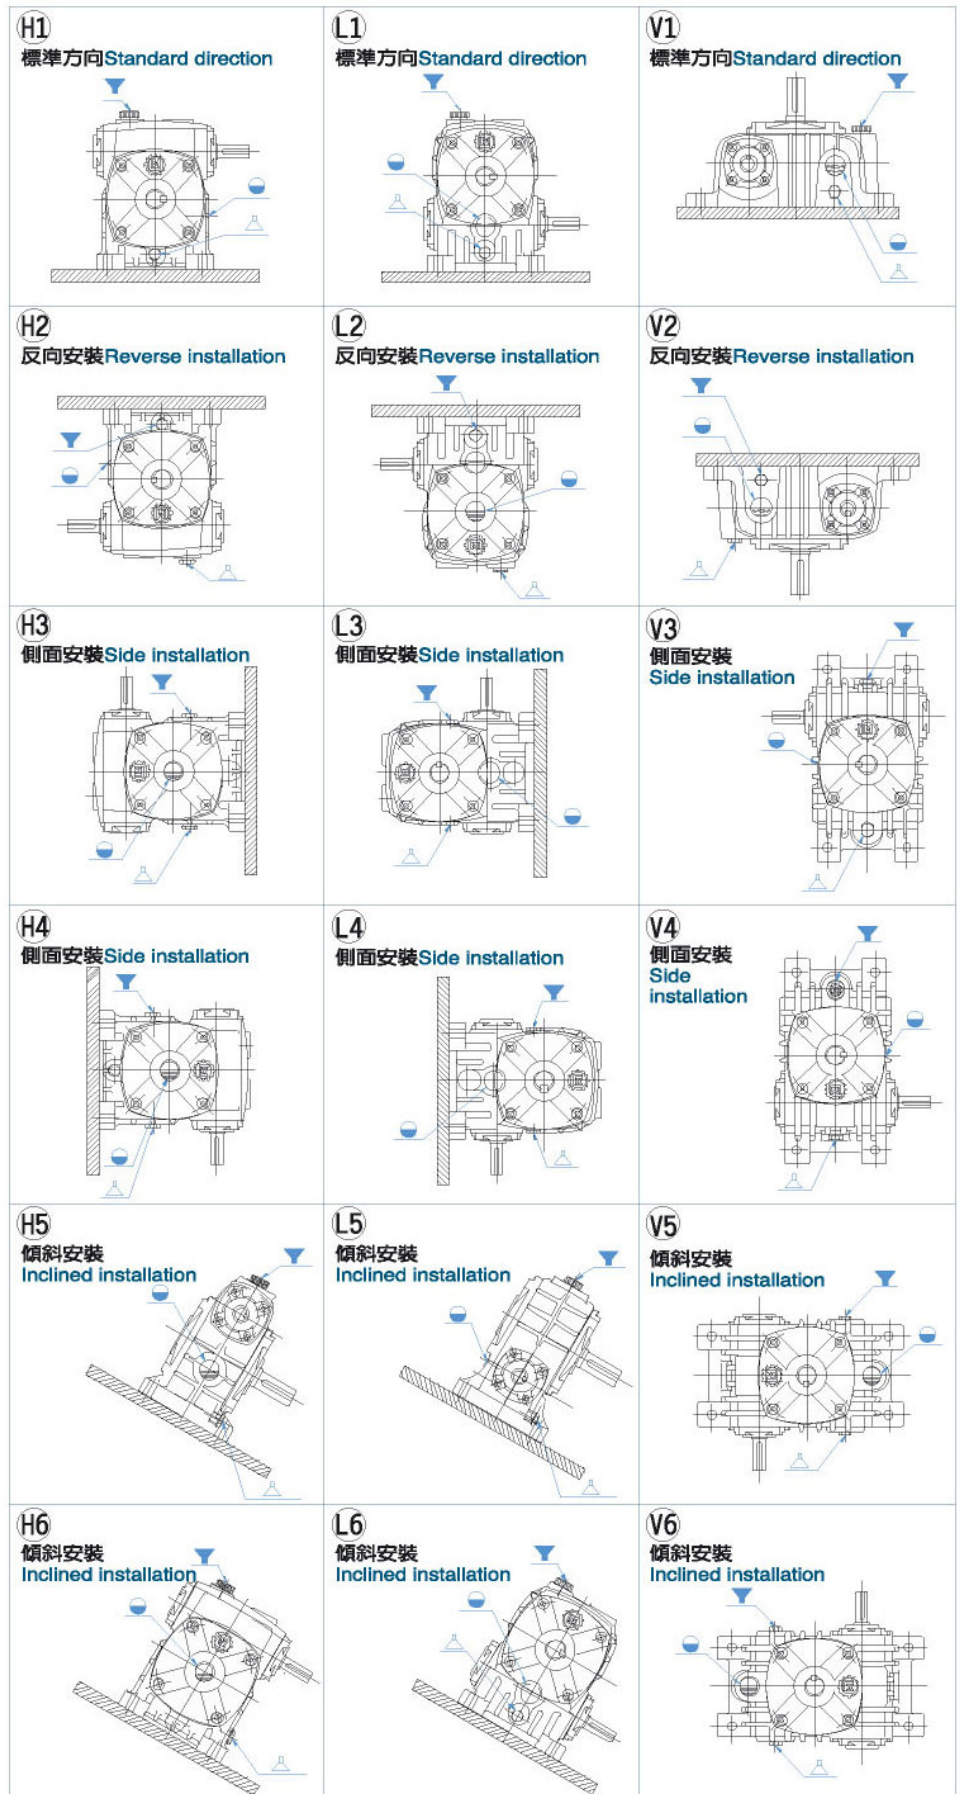 H1
標準方向Standard direction
L1
標準方向Standard direction
V1
標準方向Standard direction
H2
反向安裝Reverse installation
L2
反向安裝Reverse installation
V2
反向安裝Reverse installation
H3
側面安裝Side installation
L3
側面安裝Side installation
V3
側面安裝
Side installation
H4
側面安裝Side installation
L4
側面安裝Side installation
V4
側面安裝
Side
installation
H5
傾斜安裝
Inclined installation
L5
傾斜安裝
Inclined installation
V5
傾斜安裝
Inclined installation
H6
傾斜安裝
Inclined installation
L6
傾斜安裝
Inclined installation
V6
傾斜安裝
Inclined installation